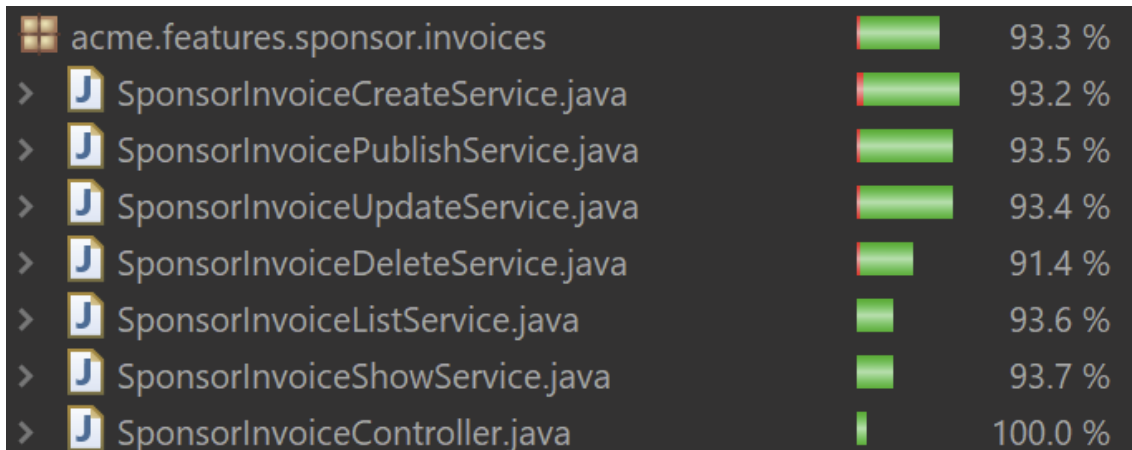 acme.features.sponsor.invoices 93.3 %
> J SponsorInvoiceCreateService.java 93.2 %
> J SponsorInvoicePublishService.java 93.5 %
> J SponsorInvoiceUpdateService.java 93.4 %
> J SponsorInvoiceDeleteService.java 91.4 %
> J SponsorInvoiceListService.java 93.6 %
> J SponsorInvoiceShowService.java 93.7 %
> J SponsorInvoiceController.java 100.0 %